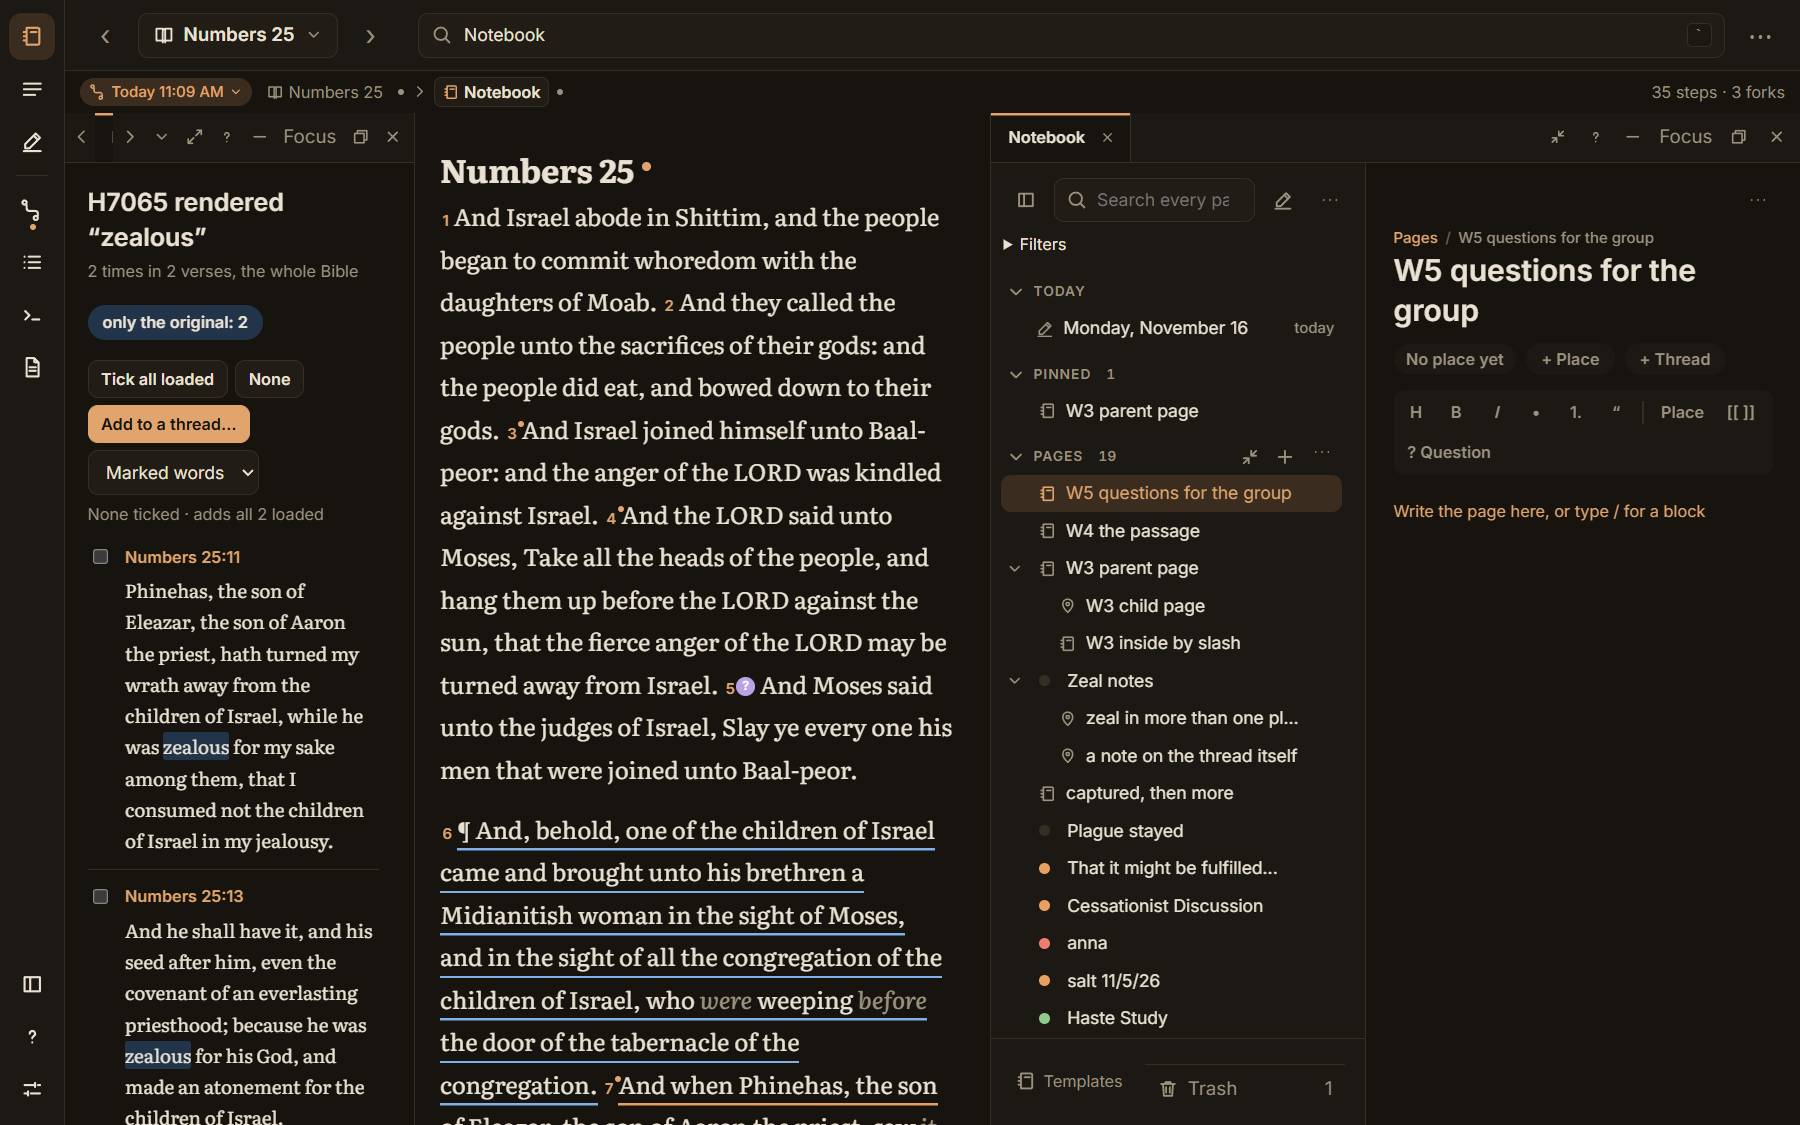 Numbers 25
Notebook
`
Today 11:09 AM
Numbers 25
Notebook
35 steps · 3 forks
? — Focus
H7065 rendered
“zealous”
2 times in 2 verses, the whole Bible
only the original: 2
Tick all loaded
None
Add to a thread...
Marked words
None ticked · adds all 2 loaded
Numbers 25:11
Phinehas, the son of
Eleazar, the son of Aaron
the priest, hath turned my
wrath away from the
children of Israel, while he
was zealous for my sake
among them, that I
consumed not the children
of Israel in my jealousy.
Numbers 25:13
And he shall have it, and his
seed after him, even the
covenant of an everlasting
priesthood; because he was
zealous for his God, and
made an atonement for the
children of Israel.
?
Numbers 25
1 And Israel abode in Shittim, and the people
began to commit whoredom with the
daughters of Moab. 2 And they called the
people unto the sacrifices of their gods: and
the people did eat, and bowed down to their
gods. 3 And Israel joined himself unto Baal-
peor: and the anger of the LORD was kindled
against Israel. 4 And the LORD said unto
Moses, Take all the heads of the people, and
hang them up before the LORD against the
sun, that the fierce anger of the LORD may be
turned away from Israel. 5 ? And Moses said
unto the judges of Israel, Slay ye every one his
men that were joined unto Baal-peor.
6 ¶ And, behold, one of the children of Israel
came and brought unto his brethren a
Midianitish woman in the sight of Moses,
and in the sight of all the congregation of the
children of Israel, who were weeping before
the door of the tabernacle of the
congregation. 7 And when Phinehas, the son
of Eleazar, the son of Aaron the priest, saw it
Notebook
? — Focus
Search every pa
Filters
TODAY
Monday, November 16 today
PINNED 1
W3 parent page
PAGES 19
W5 questions for the group
W4 the passage
W3 parent page
W3 child page
W3 inside by slash
Zeal notes
zeal in more than one pl...
a note on the thread itself
captured, then more
Plague stayed
That it might be fulfilled...
Cessationist Discussion
anna
salt 11/5/26
Haste Study
Templates
Trash 1
Pages / W5 questions for the group
W5 questions for the
group
No place yet
+ Place
+ Thread
H B I • 1. “ Place [[ ]]
? Question
Write the page here, or type / for a block